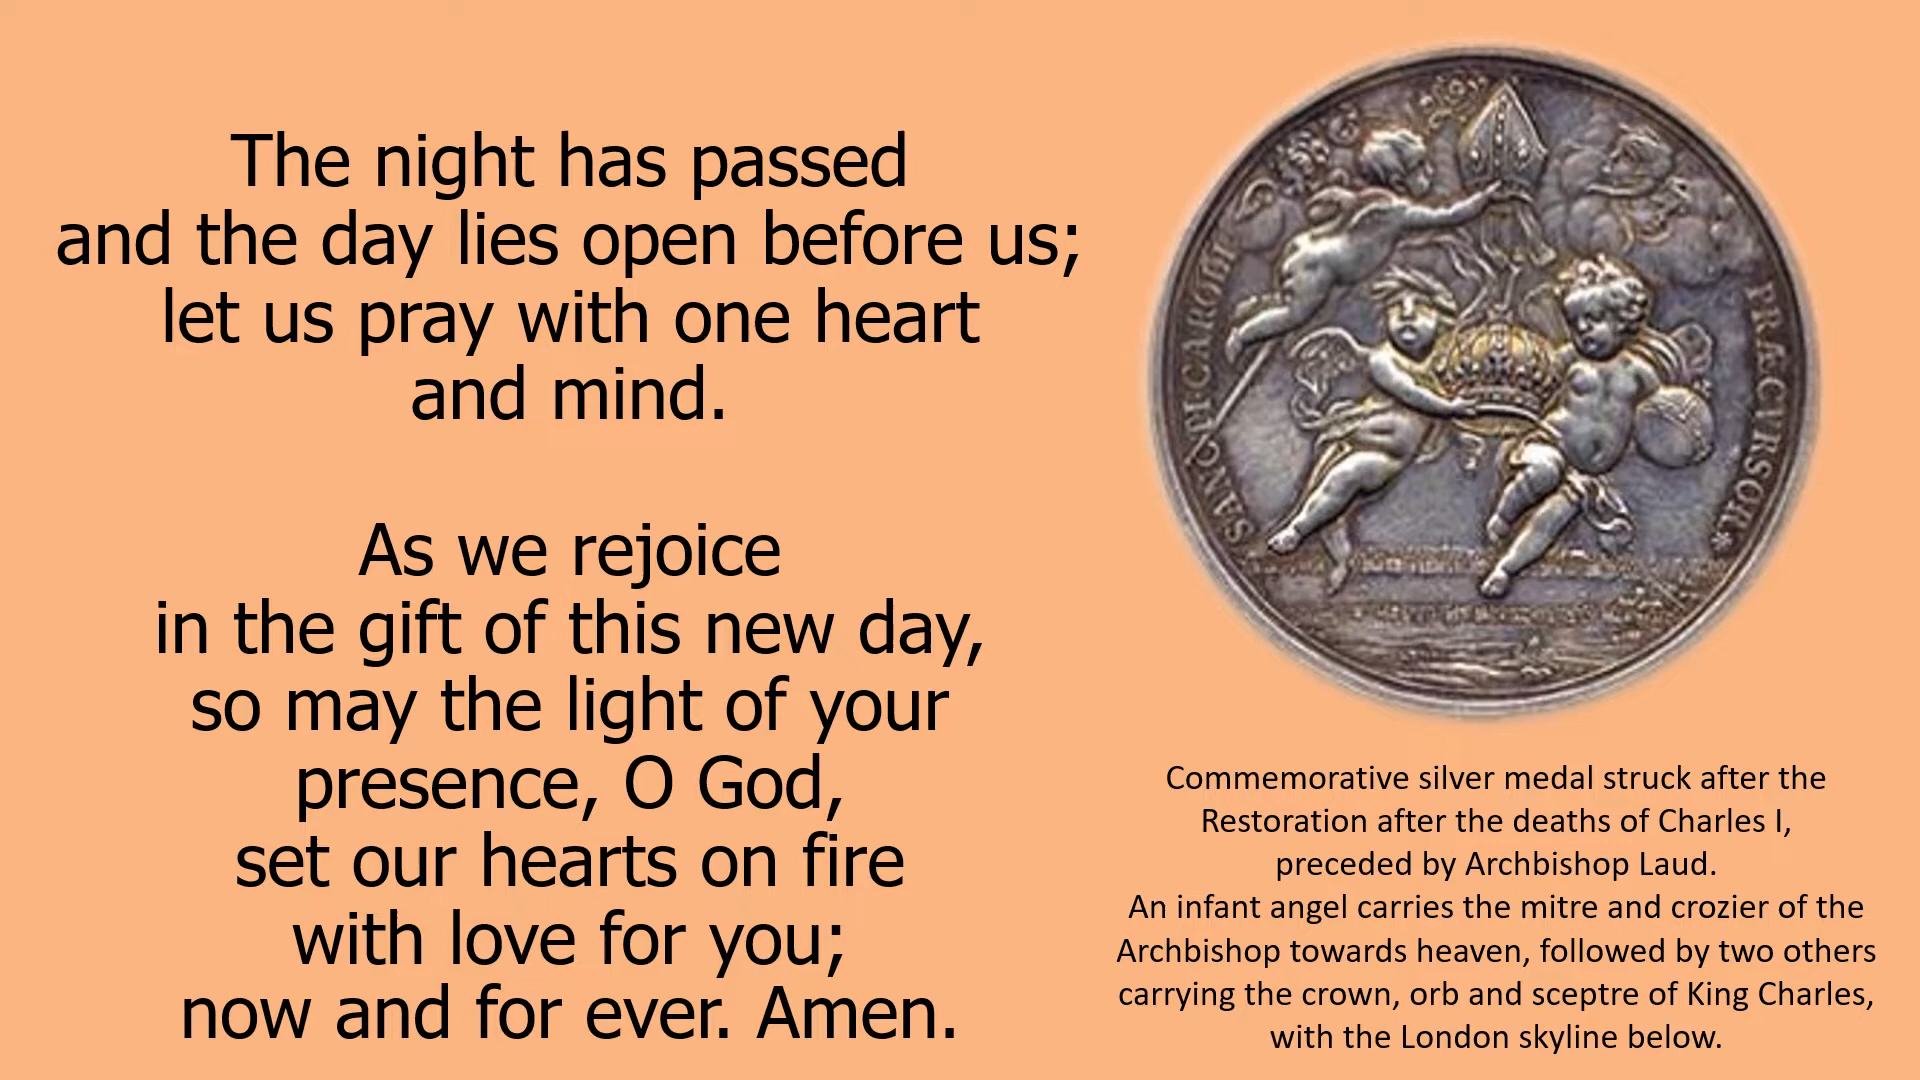 The night has passed
and the day lies open before us;
let us pray with one heart
and mind.
As we rejoice
in the gift of this new day,
so may the light of your
presence, O God,
set our hearts on fire
with love for you;
now and for ever. Amen.
SANCTI CAROLI PRÆCVRSOR
Commemorative silver medal struck after the
Restoration after the deaths of Charles I,
preceded by Archbishop Laud.
An infant angel carries the mitre and crozier of the
Archbishop towards heaven, followed by two others
carrying the crown, orb and sceptre of King Charles,
with the London skyline below.